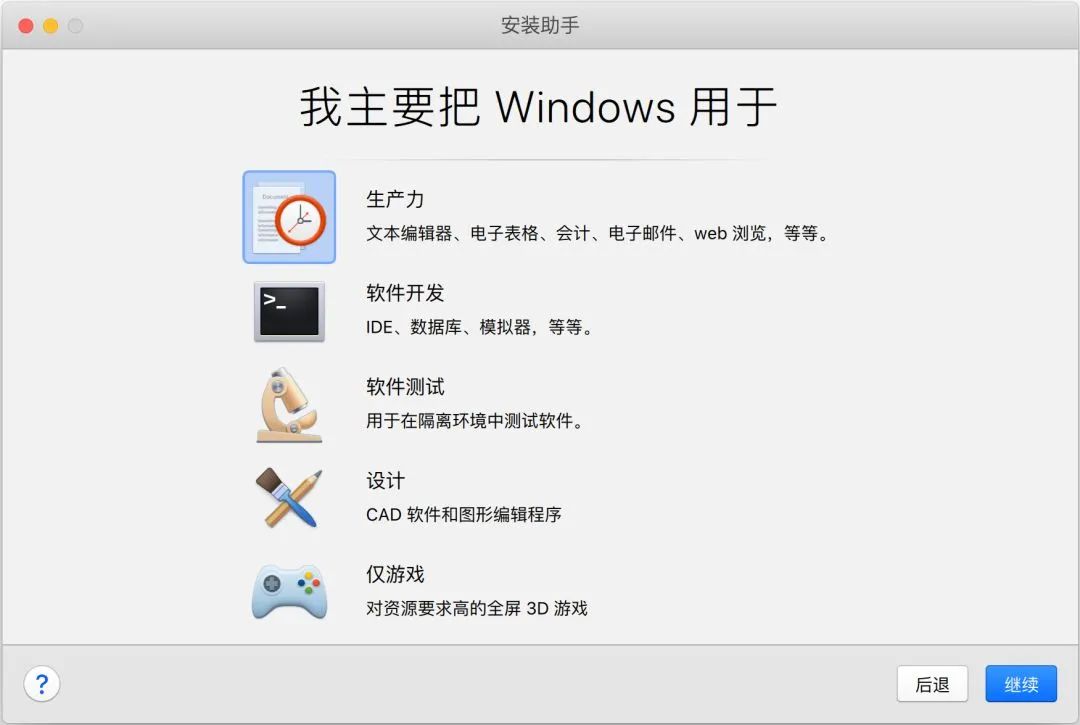 安装助手
我主要把 Windows 用于
Document
生产力
文本编辑器、电子表格、会计、电子邮件、web 浏览，等等。
>_
软件开发
IDE、数据库、模拟器，等等。
软件测试
用于在隔离环境中测试软件。
设计
CAD 软件和图形编辑程序
仅游戏
对资源要求高的全屏 3D 游戏
?
后退
继续